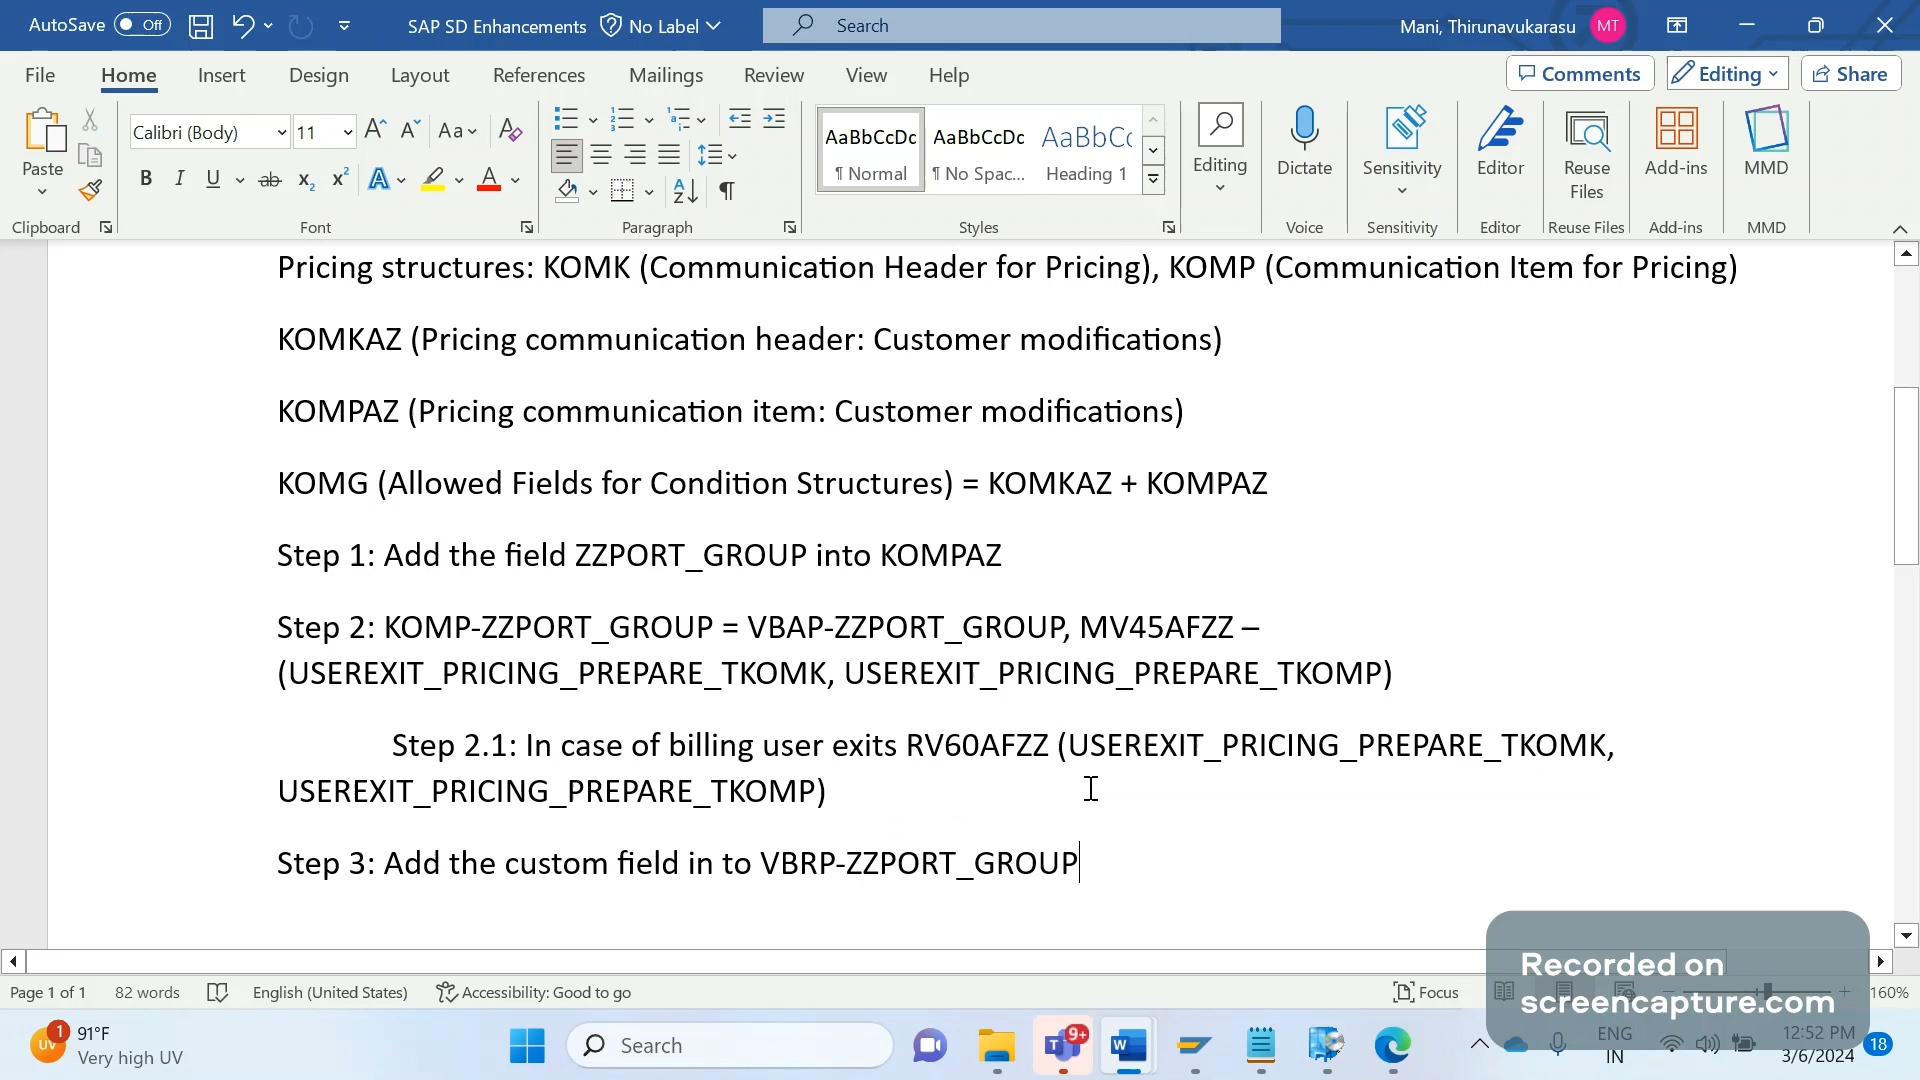 AutoSave Off SAP SD Enhancements No Label Search Mani, Thirunavukarasu MT
File Home Insert Design Layout References Mailings Review View Help Comments Editing Share
Calibri (Body) 11 Aa
AaBbCcDc AaBbCcDc AaBbCc
Paste Editing Dictate Sensitivity Editor Reuse Files Add-ins MMD
B I U ab x₂ x² A A
¶ Normal ¶ No Spac... Heading 1
Clipboard Font Paragraph Styles Voice Sensitivity Editor Reuse Files Add-ins MMD
Pricing structures: KOMK (Communication Header for Pricing), KOMP (Communication Item for Pricing)
KOMKAZ (Pricing communication header: Customer modifications)
KOMPAZ (Pricing communication item: Customer modifications)
KOMG (Allowed Fields for Condition Structures) = KOMKAZ + KOMPAZ
Step 1: Add the field ZZPORT_GROUP into KOMPAZ
Step 2: KOMP-ZZPORT_GROUP = VBAP-ZZPORT_GROUP, MV45AFZZ –
(USEREXIT_PRICING_PREPARE_TKOMK, USEREXIT_PRICING_PREPARE_TKOMP)
Step 2.1: In case of billing user exits RV60AFZZ (USEREXIT_PRICING_PREPARE_TKOMK,
USEREXIT_PRICING_PREPARE_TKOMP)
Step 3: Add the custom field in to VBRP-ZZPORT_GROUP
Recorded on
screencapture.com
Page 1 of 1 82 words English (United States) Accessibility: Good to go Focus 160%
UV 1 91°F Search 9+ ENG 12:52 PM 18
Very high UV IN 3/6/2024